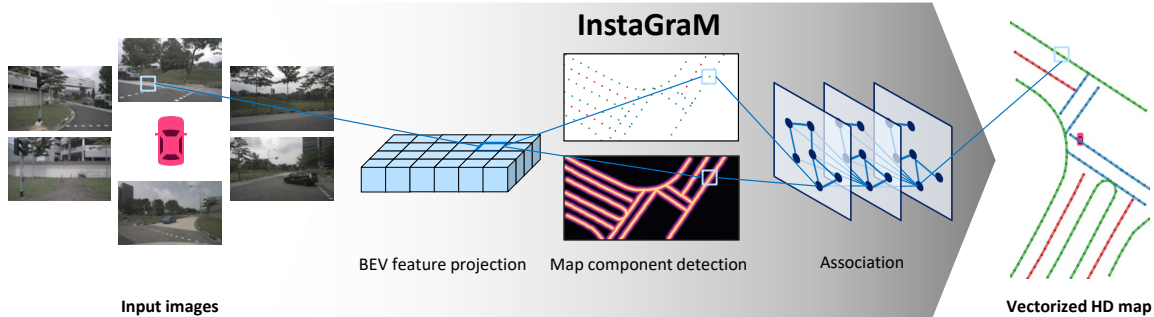 InstaGraM
BEV feature projection
Map component detection
Association
Input images
Vectorized HD map